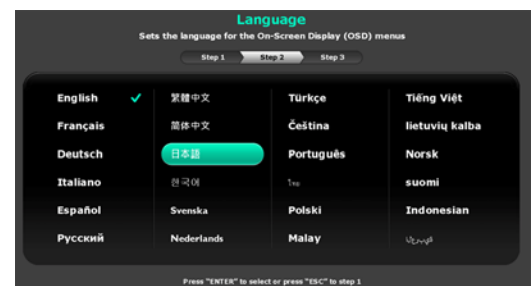 Language
Sets the language for the On-Screen Display (OSD) menus
Step 1 Step 2 Step 3
English 繁體中文 Türkçe Tiếng Việt
Français 简体中文 Čeština lietuvių kalba
Deutsch 日本語 Português Norsk
Italiano 한국어 ไทย suomi
Español Svenska Polski Indonesian
Русский Nederlands Malay
Press "ENTER" to select or press "ESC" to step 1